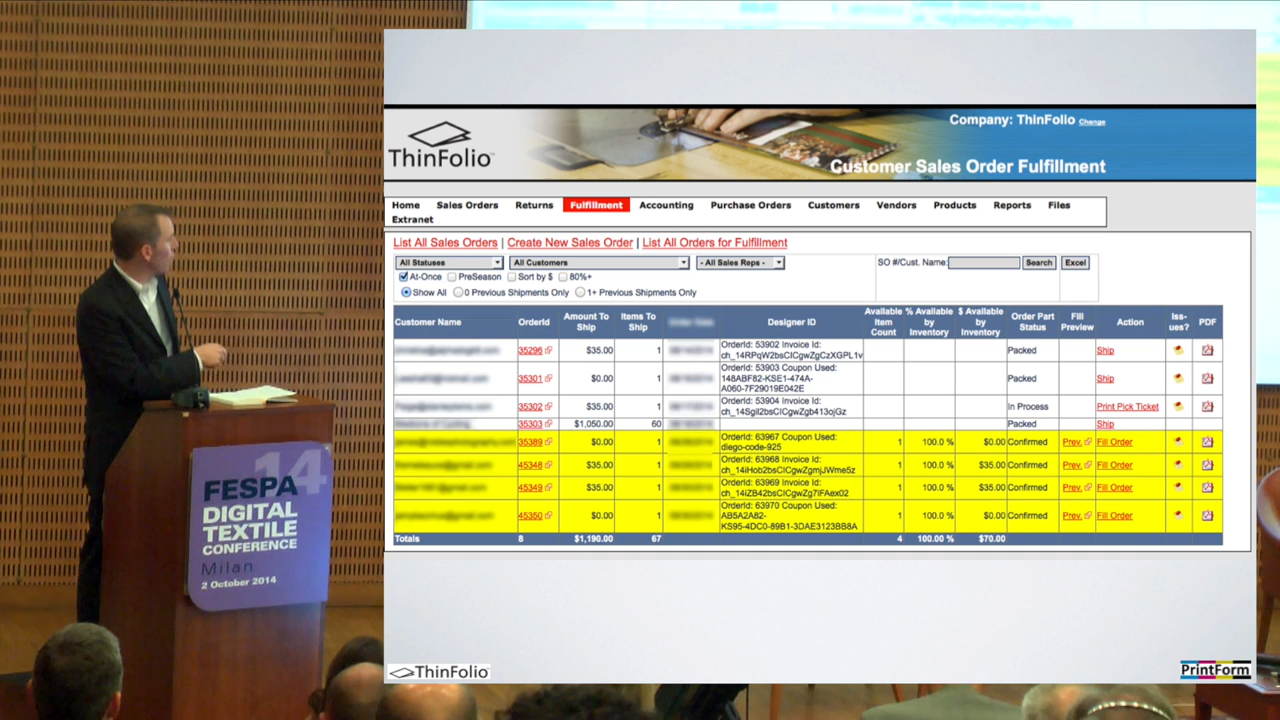 ThinFolio™
Company: ThinFolio Change
Customer Sales Order Fulfillment
Home Sales Orders Returns Fulfillment Accounting Purchase Orders Customers Vendors Products Reports Files
Extranet
List All Sales Orders | Create New Sales Order | List All Orders for Fulfillment
All Statuses All Customers - All Sales Reps - SO #/Cust. Name: Search Excel
At-Once PreSeason Sort by $ 80%+
Show All 0 Previous Shipments Only 1+ Previous Shipments Only
Customer Name OrderId Amount To Ship Items To Ship Designer ID Available Item Count % Available by Inventory $ Available by Inventory Order Part Status Fill Preview Action Iss-ues? PDF
35296 $35.00 1 OrderId: 53902 Invoice Id: Packed Ship
ch_14RPqW2bsCICgwZgCzXGPL1v
35301 $0.00 1 OrderId: 53903 Coupon Used: Packed Ship
148ABF82-KSE1-474A-
A060-7F29019E042E
35302 $35.00 1 OrderId: 53904 Invoice Id: In Process Print Pick Ticket
ch_14Sgil2bsCICgwZgb413ojGz
35303 $1,050.00 60 Packed Ship
35389 $0.00 1 OrderId: 63967 Coupon Used: 1 100.0 % $0.00 Confirmed Prev. Fill Order
diego-code-925
45348 $35.00 1 OrderId: 63968 Invoice Id: 1 100.0 % $35.00 Confirmed Prev. Fill Order
ch_14iHob2bsCICgwZgmjJWme5z
45349 $35.00 1 OrderId: 63969 Invoice Id: 1 100.0 % $35.00 Confirmed Prev. Fill Order
ch_14iZB42bsCICgwZg7lFAex02
45350 $0.00 1 OrderId: 63970 Coupon Used: 1 100.0 % $0.00 Confirmed Prev. Fill Order
AB5A2A82-
KS95-4DC0-89B1-3DAE3123BB8A
Totals 8 $1,190.00 67 4 100.00 % $70.00
ThinFolio
PrintForm
14
FESPA
DIGITAL
TEXTILE
CONFERENCE
Milan
2 October 2014